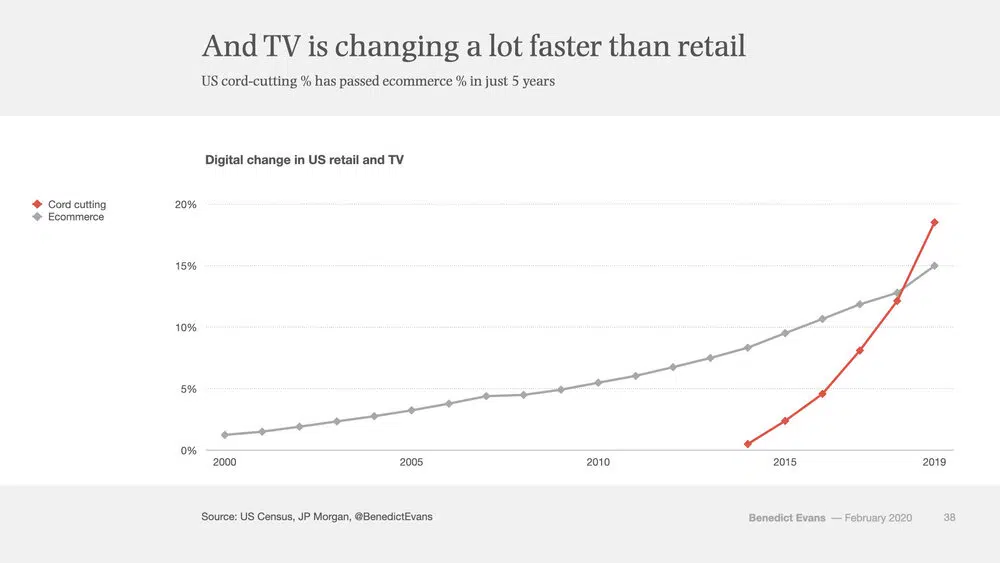 And TV is changing a lot faster than retail
US cord-cutting % has passed ecommerce % in just 5 years
Digital change in US retail and TV
Cord cutting
Ecommerce
20%
15%
10%
5%
0%
2000 2005 2010 2015 2019
Source: US Census, JP Morgan, @BenedictEvans
Benedict Evans — February 2020 38